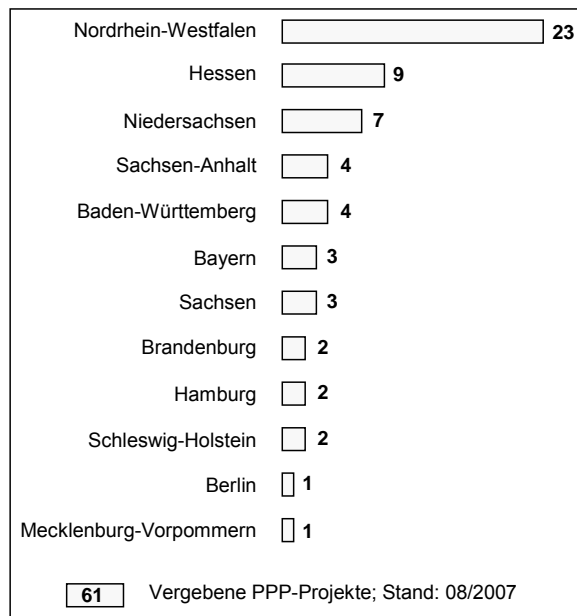 Nordrhein-Westfalen 23
Hessen 9
Niedersachsen 7
Sachsen-Anhalt 4
Baden-Württemberg 4
Bayern 3
Sachsen 3
Brandenburg 2
Hamburg 2
Schleswig-Holstein 2
Berlin 1
Mecklenburg-Vorpommern 1
61 Vergebene PPP-Projekte; Stand: 08/2007